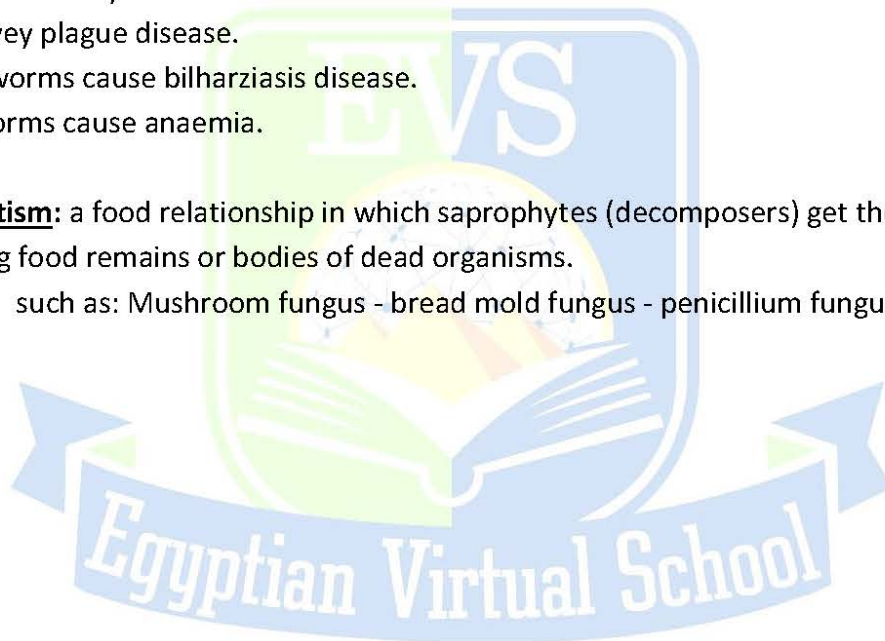 vey plague disease.
worms cause bilharziasis disease.
orms cause anaemia.
EVS
tism: a food relationship in which saprophytes (decomposers) get th
g food remains or bodies of dead organisms.
such as: Mushroom fungus - bread mold fungus - penicillium fungu
Egyptian Virtual School